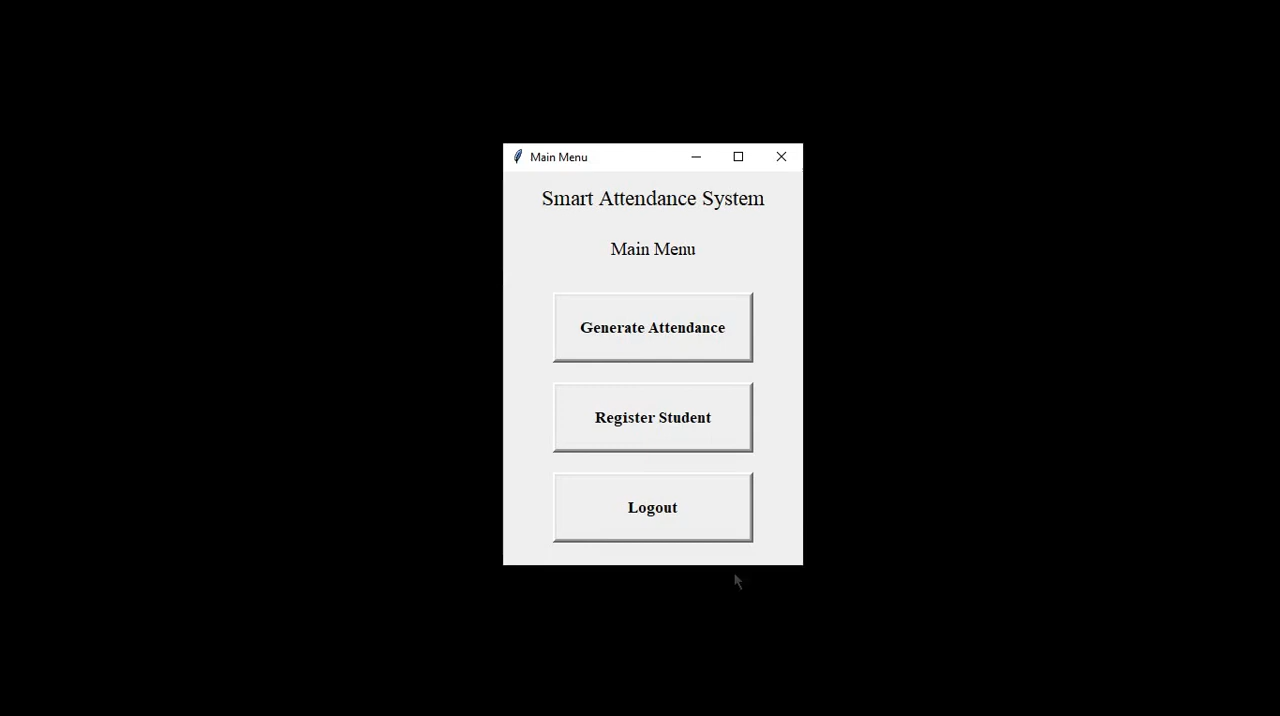 Main Menu
Smart Attendance System
Main Menu
Generate Attendance
Register Student
Logout